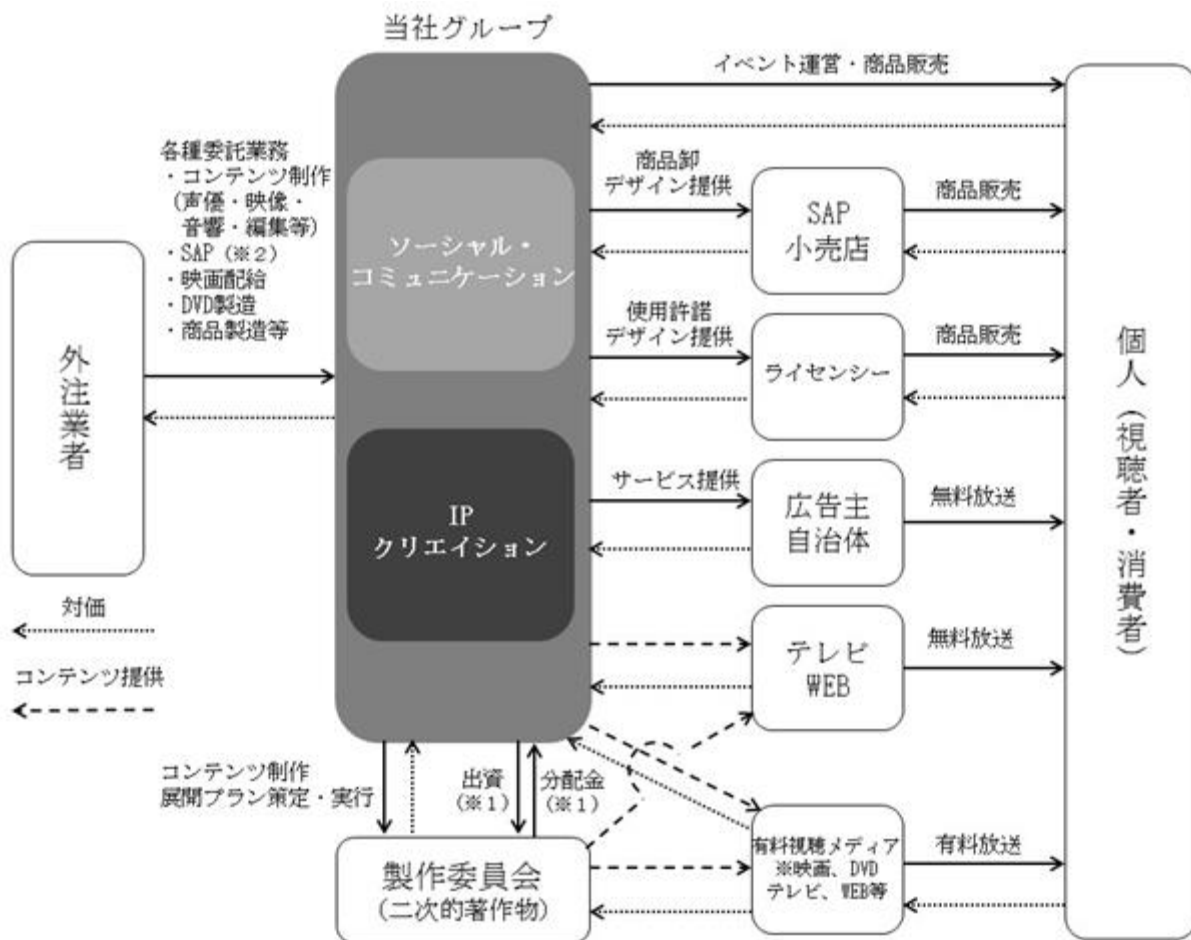 当社グループ
イベント運営・商品販売
各種委託業務
・コンテンツ制作
(声優・映像・
音響・編集等)
・SAP（※２）
・映画配給
・DVD製造
・商品製造等
外注業者
対価
コンテンツ提供
ソーシャル・
コミュニケーション
IP
クリエイション
商品卸
デザイン提供
SAP
小売店
商品販売
使用許諾
デザイン提供
ライセンシー
商品販売
サービス提供
広告主
自治体
無料放送
テレビ
WEB
無料放送
個人（視聴者・消費者）
コンテンツ制作
展開プラン策定・実行
出資
(※１)
分配金
(※１)
製作委員会
(二次的著作物)
有料視聴メディア
※映画、DVD
テレビ、WEB等
有料放送